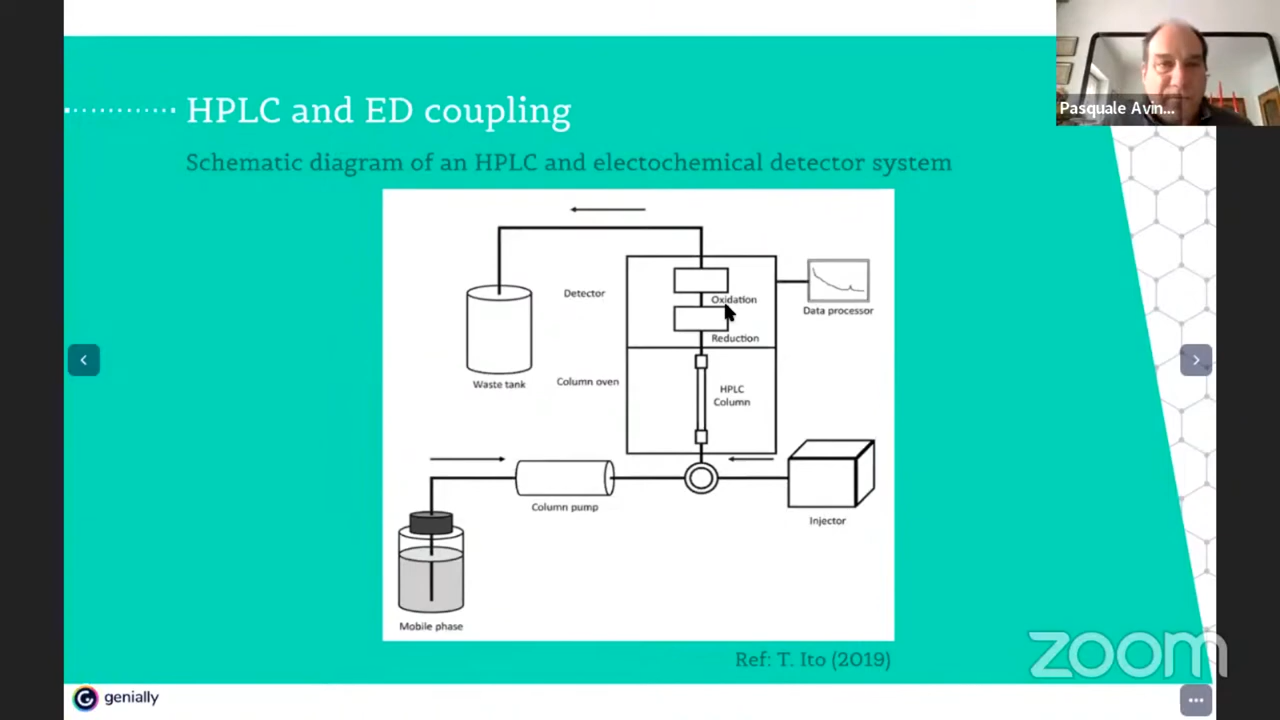 HPLC and ED coupling
Pasquale Avin...
Schematic diagram of an HPLC and electochemical detector system
Detector
Oxidation
Data processor
Reduction
Waste tank
Column oven
HPLC
Column
Column pump
Injector
Mobile phase
Ref: T. Ito (2019)
zoom
genially